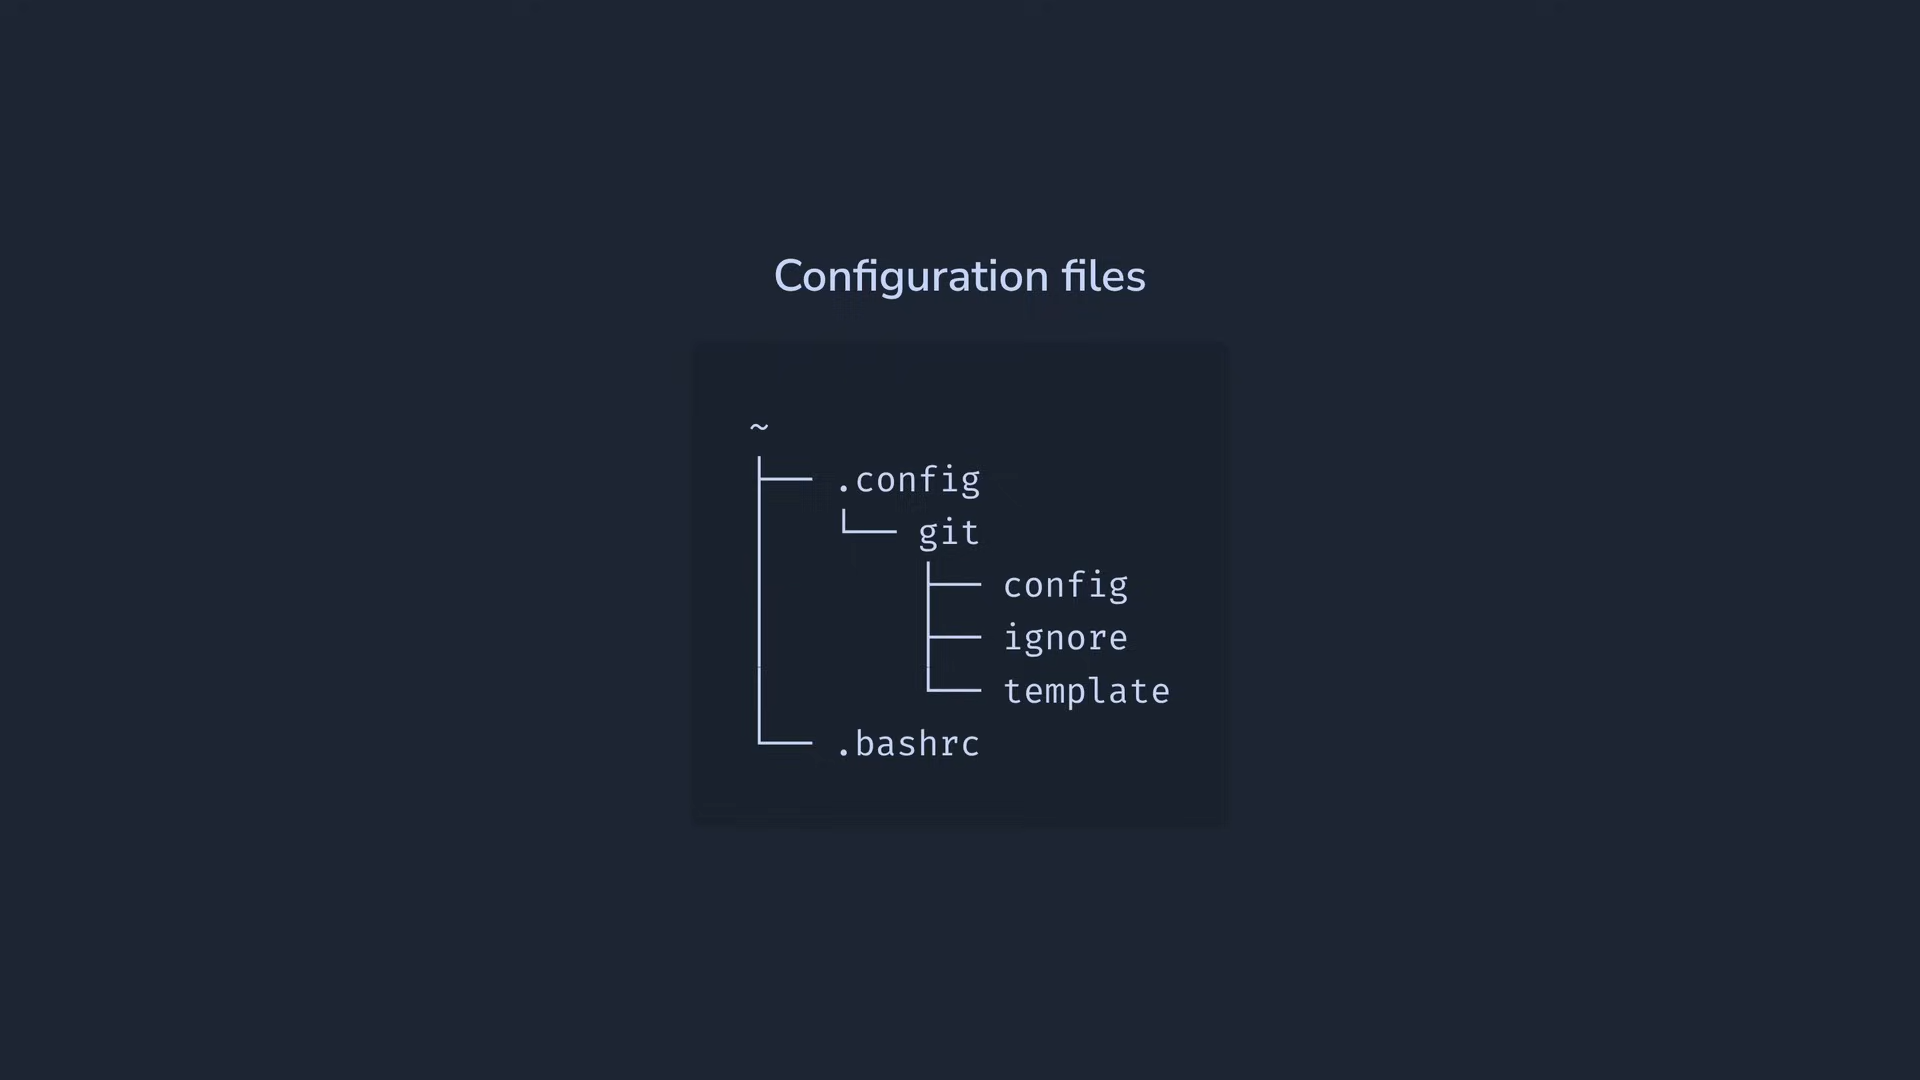 Configuration files
~
├── .config
│   └── git
│       ├── config
│       ├── ignore
│       └── template
└── .bashrc